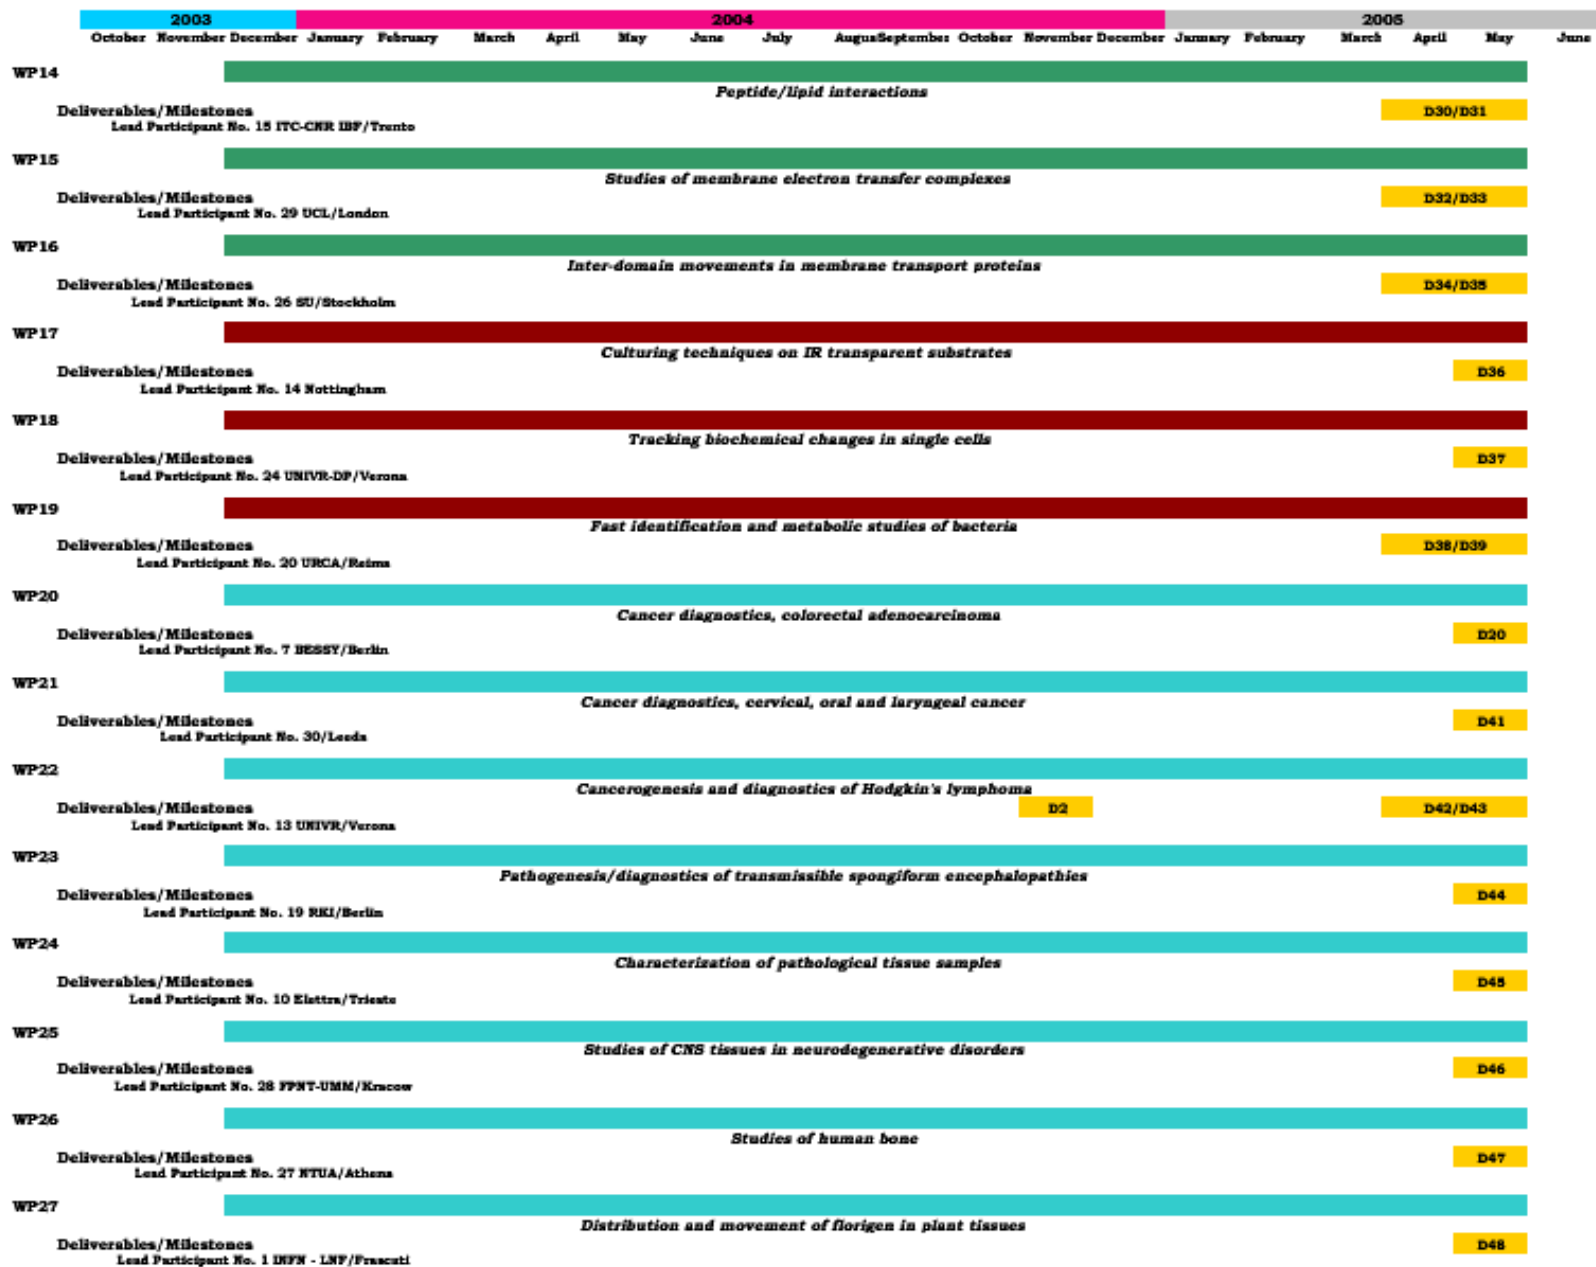 2003 2004 2005
October November December January February March April May June July Augus September October November December January February March April May June
WP14
Peptide/lipid interactions
Deliverables/Milestones D30/D31
Lead Participant No. 15 ITC-CNR IBF/Trento
WP15
Studies of membrane electron transfer complexes
Deliverables/Milestones D32/D33
Lead Participant No. 29 UCL/London
WP16
Inter-domain movements in membrane transport proteins
Deliverables/Milestones D34/D35
Lead Participant No. 26 SU/Stockholm
WP17
Culturing techniques on IR transparent substrates
Deliverables/Milestones D36
Lead Participant No. 14 Nottingham
WP18
Tracking biochemical changes in single cells
Deliverables/Milestones D37
Lead Participant No. 24 UNIVR-DP/Verona
WP19
Fast identification and metabolic studies of bacteria
Deliverables/Milestones D38/D39
Lead Participant No. 20 URCA/Reims
WP20
Cancer diagnostics, colorectal adenocarcinoma
Deliverables/Milestones D20
Lead Participant No. 7 BESSY/Berlin
WP21
Cancer diagnostics, cervical, oral and laryngeal cancer
Deliverables/Milestones D41
Lead Participant No. 30/Leeds
WP22
Cancerogenesis and diagnostics of Hodgkin's lymphoma
Deliverables/Milestones D2 D42/D43
Lead Participant No. 13 UNIVR/Verona
WP23
Pathogenesis/diagnostics of transmissible spongiform encephalopathies
Deliverables/Milestones D44
Lead Participant No. 19 RKI/Berlin
WP24
Characterization of pathological tissue samples
Deliverables/Milestones D45
Lead Participant No. 10 Elettra/Trieste
WP25
Studies of CNS tissues in neurodegenerative disorders
Deliverables/Milestones D46
Lead Participant No. 28 FPNT-UMM/Kracow
WP26
Studies of human bone
Deliverables/Milestones D47
Lead Participant No. 27 NTUA/Athens
WP27
Distribution and movement of florigen in plant tissues
Deliverables/Milestones D48
Lead Participant No. 1 INFN - LNF/Frascati